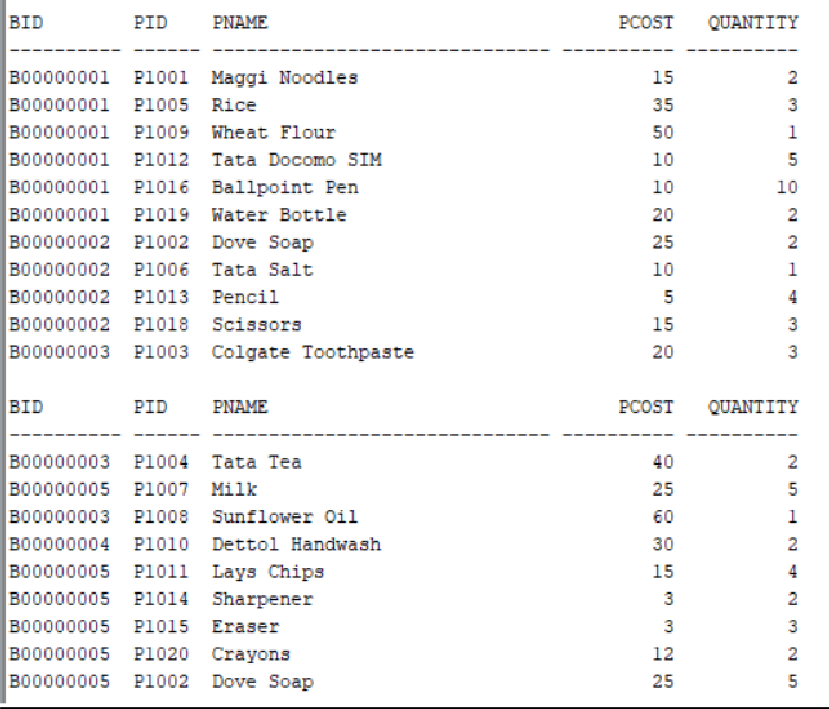 BID        PID    PNAME                               PCOST   QUANTITY
---------- ------ ------------------------------ ---------- ----------
B00000001  P1001  Maggi Noodles                          15          2
B00000001  P1005  Rice                                   35          3
B00000001  P1009  Wheat Flour                            50          1
B00000001  P1012  Tata Docomo SIM                        10          5
B00000001  P1016  Ballpoint Pen                          10         10
B00000001  P1019  Water Bottle                           20          2
B00000002  P1002  Dove Soap                              25          2
B00000002  P1006  Tata Salt                              10          1
B00000002  P1013  Pencil                                  5          4
B00000002  P1018  Scissors                               15          3
B00000003  P1003  Colgate Toothpaste                     20          3
BID        PID    PNAME                               PCOST   QUANTITY
---------- ------ ------------------------------ ---------- ----------
B00000003  P1004  Tata Tea                               40          2
B00000005  P1007  Milk                                   25          5
B00000003  P1008  Sunflower Oil                          60          1
B00000004  P1010  Dettol Handwash                        30          2
B00000005  P1011  Lays Chips                             15          4
B00000005  P1014  Sharpener                               3          2
B00000005  P1015  Eraser                                  3          3
B00000005  P1020  Crayons                                12          2
B00000005  P1002  Dove Soap                              25          5